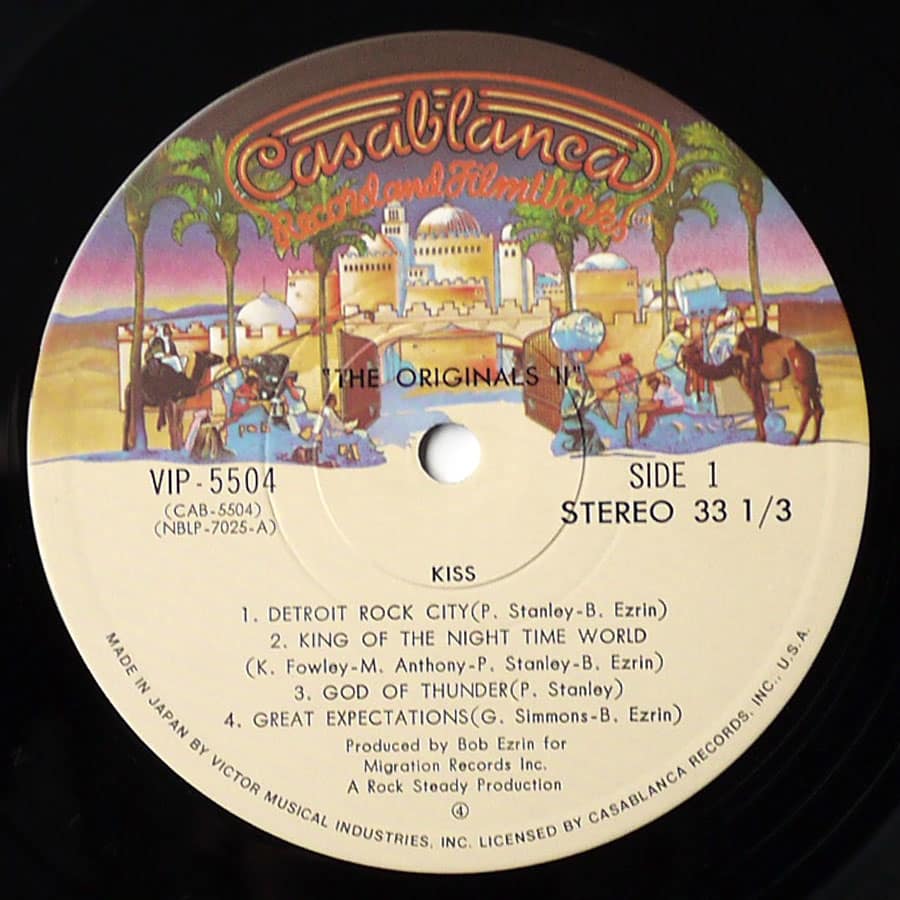 Casablanca
Record and FilmWorks
"THE ORIGINALS II"
VIP-5504
(CAB-5504)
(NBLP-7025-A)
SIDE 1
STEREO 33 1/3
KISS
1. DETROIT ROCK CITY(P. Stanley-B. Ezrin)
2. KING OF THE NIGHT TIME WORLD
(K. Fowley-M. Anthony-P. Stanley-B. Ezrin)
3. GOD OF THUNDER(P. Stanley)
4. GREAT EXPECTATIONS(G. Simmons-B. Ezrin)
Produced by Bob Ezrin for
Migration Records Inc.
A Rock Steady Production
④
MADE IN JAPAN BY VICTOR MUSICAL INDUSTRIES, INC. LICENSED BY CASABLANCA RECORDS, INC., U.S.A.